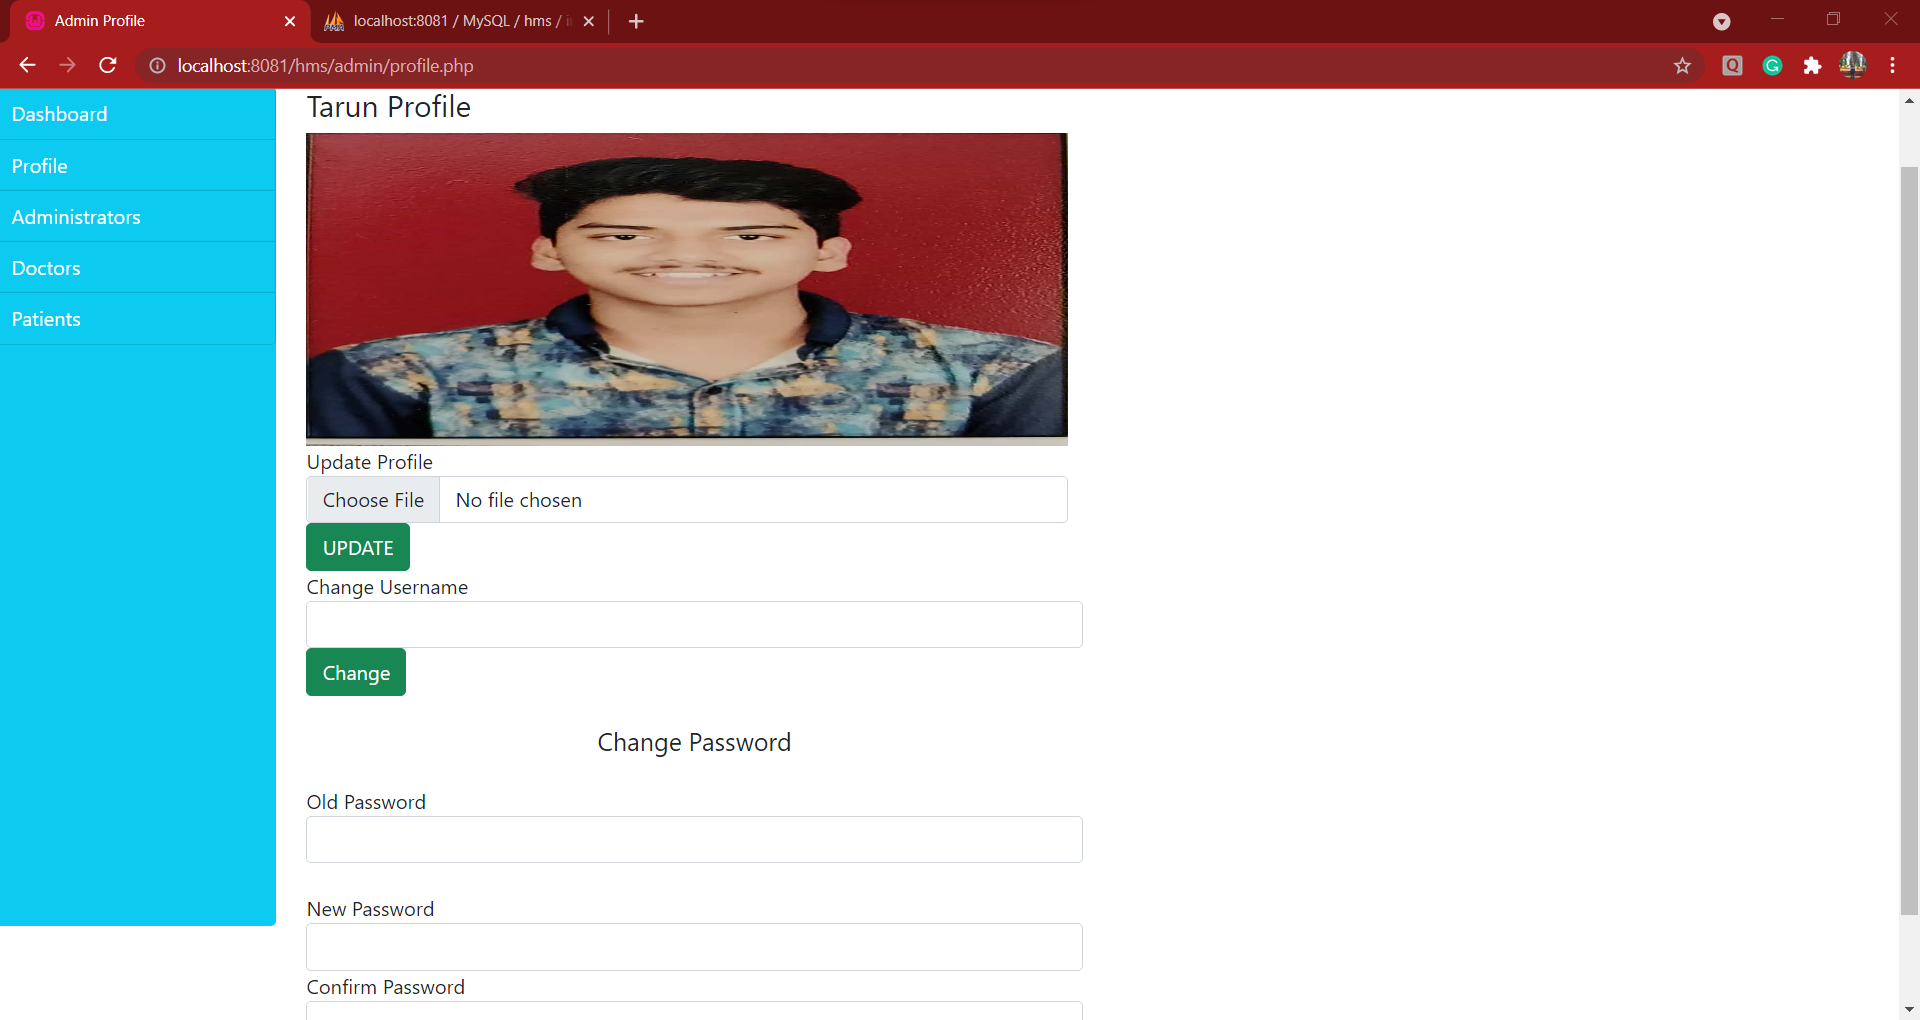 Admin Profile
localhost:8081 / MySQL / hms /
localhost:8081/hms/admin/profile.php
Dashboard
Profile
Administrators
Doctors
Patients
Tarun Profile
Update Profile
Choose File No file chosen
UPDATE
Change Username
Change
Change Password
Old Password
New Password
Confirm Password